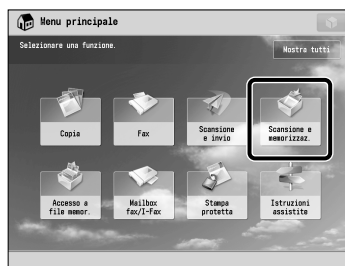 Menu principale
Selezionare una funzione.
Mostra tutti
Copia
Fax
Scansione
e invio
Scansione e
memorizzaz.
Accesso a
file memor.
Mailbox
fax/I-Fax
Stampa
protetta
Istruzioni
assistite